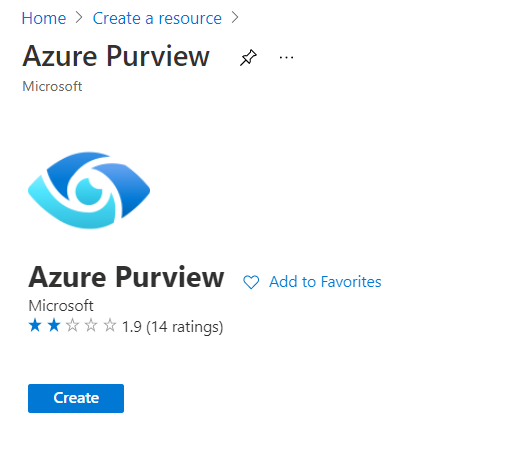 Home > Create a resource >
Azure Purview ...
Microsoft
Azure Purview Add to Favorites
Microsoft
1.9 (14 ratings)
Create